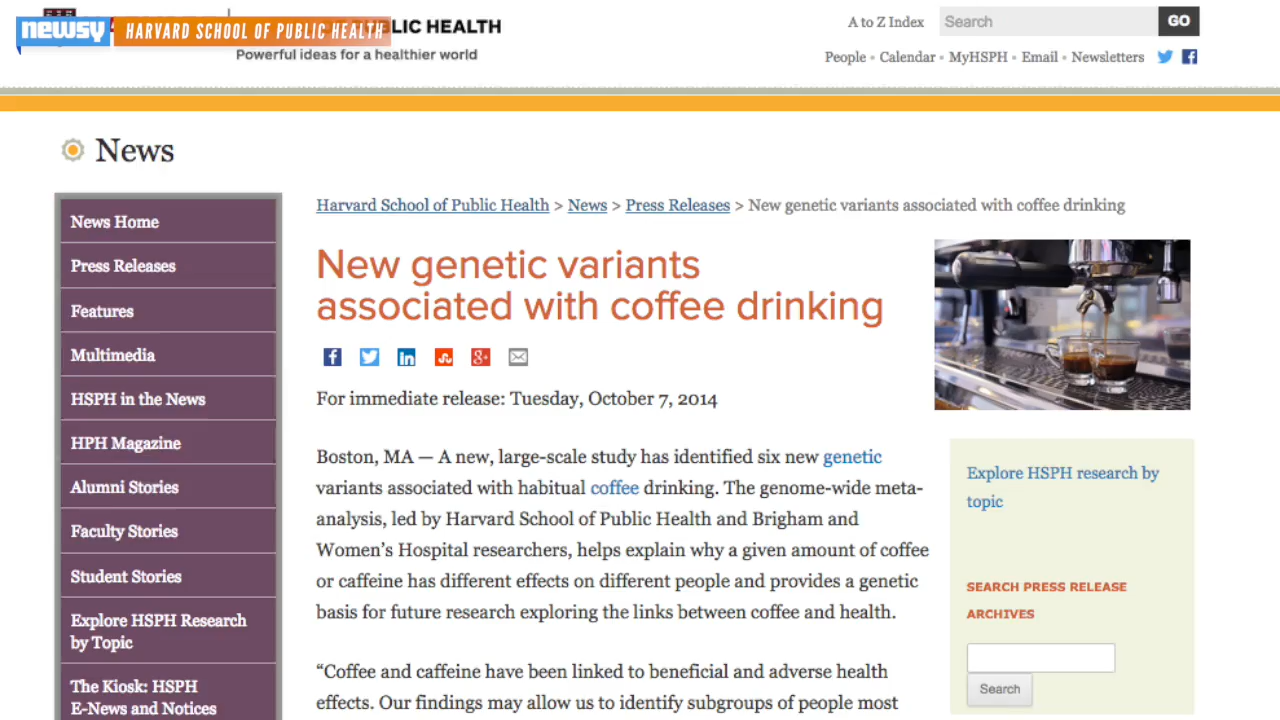 newsy HARVARD SCHOOL OF PUBLIC HEALTH
PUBLIC HEALTH
Powerful ideas for a healthier world
A to Z Index
Search
GO
People • Calendar • MyHSPH • Email • Newsletters
News
News Home
Press Releases
Features
Multimedia
HSPH in the News
HPH Magazine
Alumni Stories
Faculty Stories
Student Stories
Explore HSPH Research
by Topic
The Kiosk: HSPH
E-News and Notices
Harvard School of Public Health > News > Press Releases > New genetic variants associated with coffee drinking
New genetic variants
associated with coffee drinking
For immediate release: Tuesday, October 7, 2014
Boston, MA — A new, large-scale study has identified six new genetic
variants associated with habitual coffee drinking. The genome-wide meta-
analysis, led by Harvard School of Public Health and Brigham and
Women's Hospital researchers, helps explain why a given amount of coffee
or caffeine has different effects on different people and provides a genetic
basis for future research exploring the links between coffee and health.
“Coffee and caffeine have been linked to beneficial and adverse health
effects. Our findings may allow us to identify subgroups of people most
Explore HSPH research by
topic
SEARCH PRESS RELEASE
ARCHIVES
Search